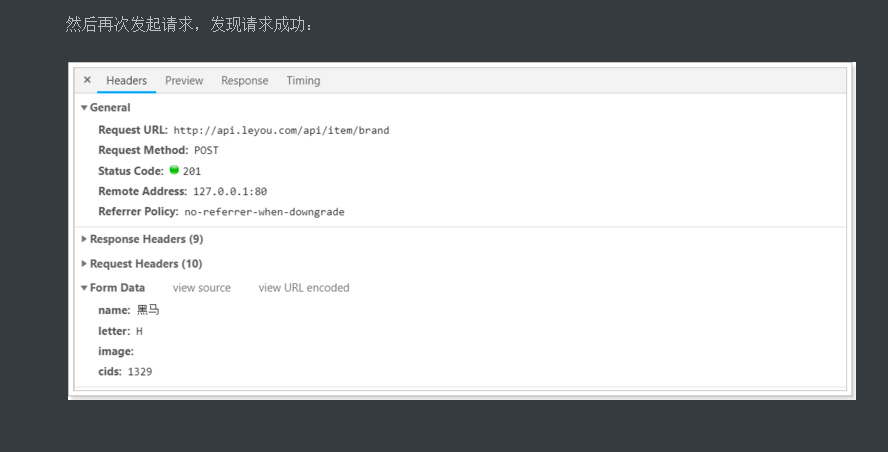 然后再次发起请求，发现请求成功：
× Headers Preview Response Timing
General
Request URL: http://api.leyou.com/api/item/brand
Request Method: POST
Status Code: 201
Remote Address: 127.0.0.1:80
Referrer Policy: no-referrer-when-downgrade
Response Headers (9)
Request Headers (10)
Form Data view source view URL encoded
name: 黑马
letter: H
image:
cids: 1329